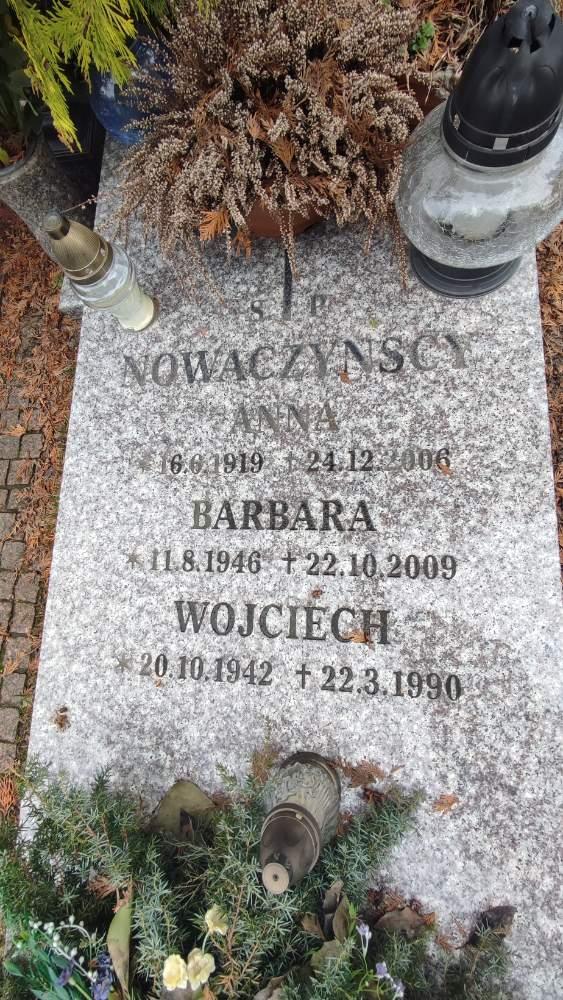 S P
NOWACZYNSCY
ANNA
* 16.6.1919 † 24.12.2006
BARBARA
* 11.8.1946 † 22.10.2009
WOJCIECH
* 20.10.1942 † 22.3.1990